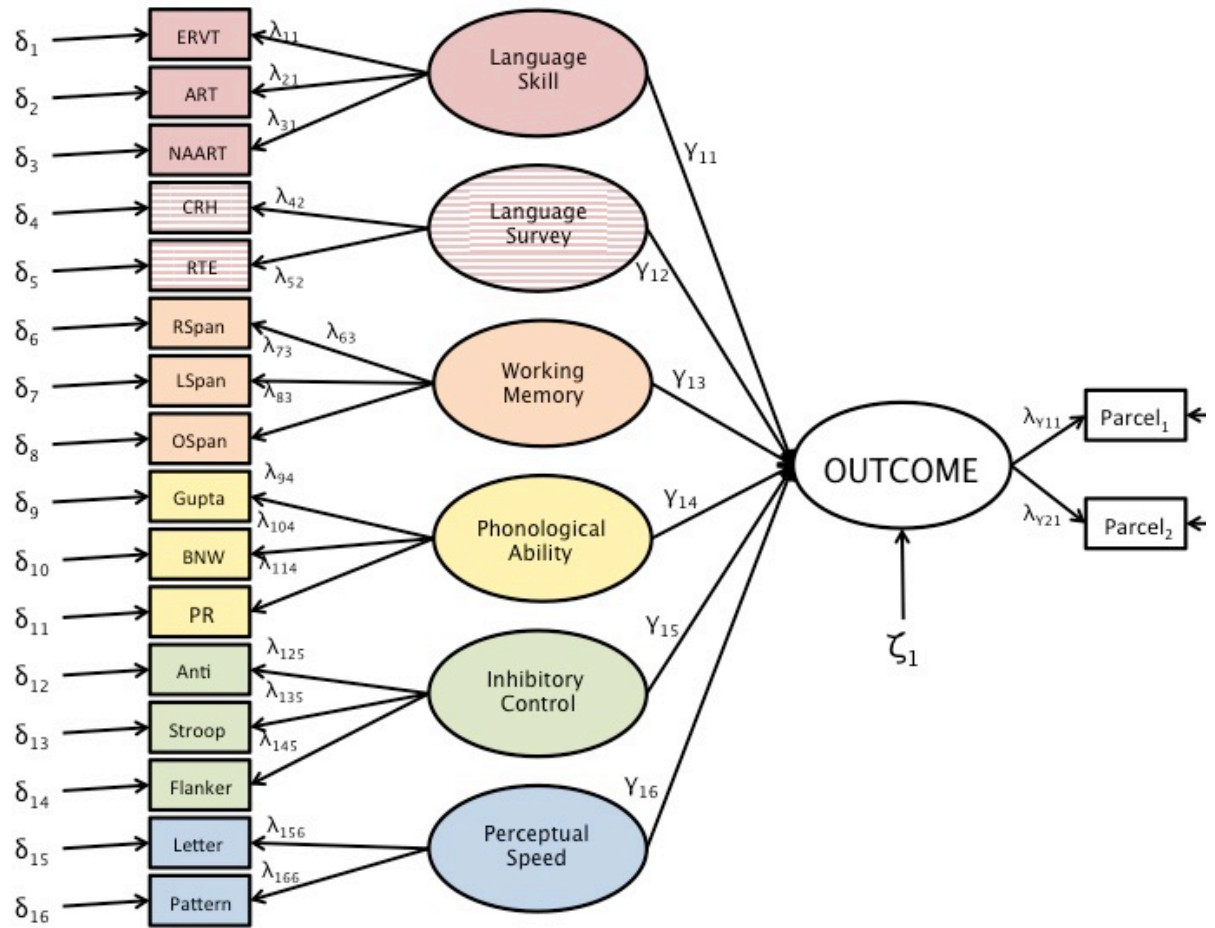 δ₁
ERVT
λ₁₁
Language
Skill
δ₂
ART
λ₂₁
δ₃
NAART
λ₃₁
γ₁₁
δ₄
CRH
λ₄₂
Language
Survey
δ₅
RTE
λ₅₂
γ₁₂
δ₆
RSpan
λ₆₃
λ₇₃
Working
Memory
γ₁₃
δ₇
LSpan
λ₈₃
δ₈
OSpan
OUTCOME
λY₁₁
Parcel₁
λY₂₁
Parcel₂
ζ₁
δ₉
Gupta
λ₉₄
λ₁₀₄
Phonological
Ability
γ₁₄
δ₁₀
BNW
λ₁₁₄
δ₁₁
PR
δ₁₂
Anti
λ₁₂₅
λ₁₃₅
Inhibitory
Control
γ₁₅
δ₁₃
Stroop
λ₁₄₅
δ₁₄
Flanker
γ₁₆
δ₁₅
Letter
λ₁₅₆
Perceptual
Speed
δ₁₆
Pattern
λ₁₆₆